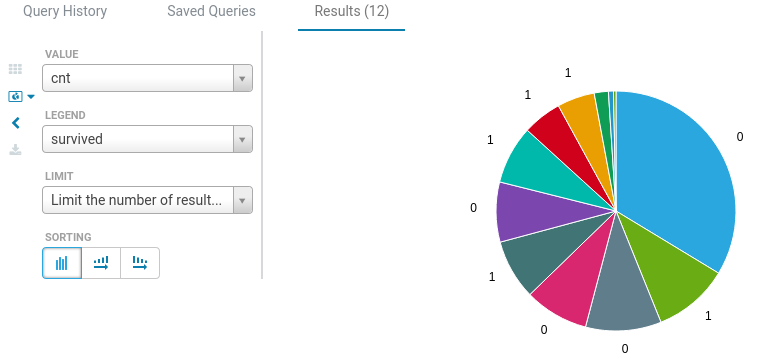 Query History Saved Queries Results (12)
VALUE
cnt
LEGEND
survived
LIMIT
Limit the number of result...
SORTING
1
1
0
1
0
1
0
1
0